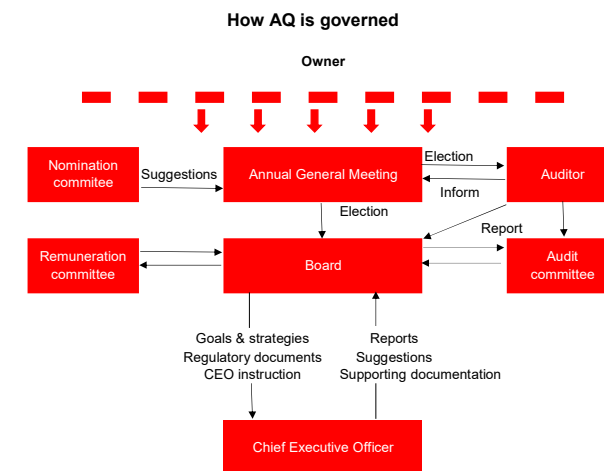 How AQ is governed
Owner
Nomination
commitee
Suggestions
Annual General Meeting
Election
Inform
Auditor
Election
Report
Remuneration
committee
Board
Audit
committee
Goals & strategies
Regulatory documents
CEO instruction
Reports
Suggestions
Supporting documentation
Chief Executive Officer